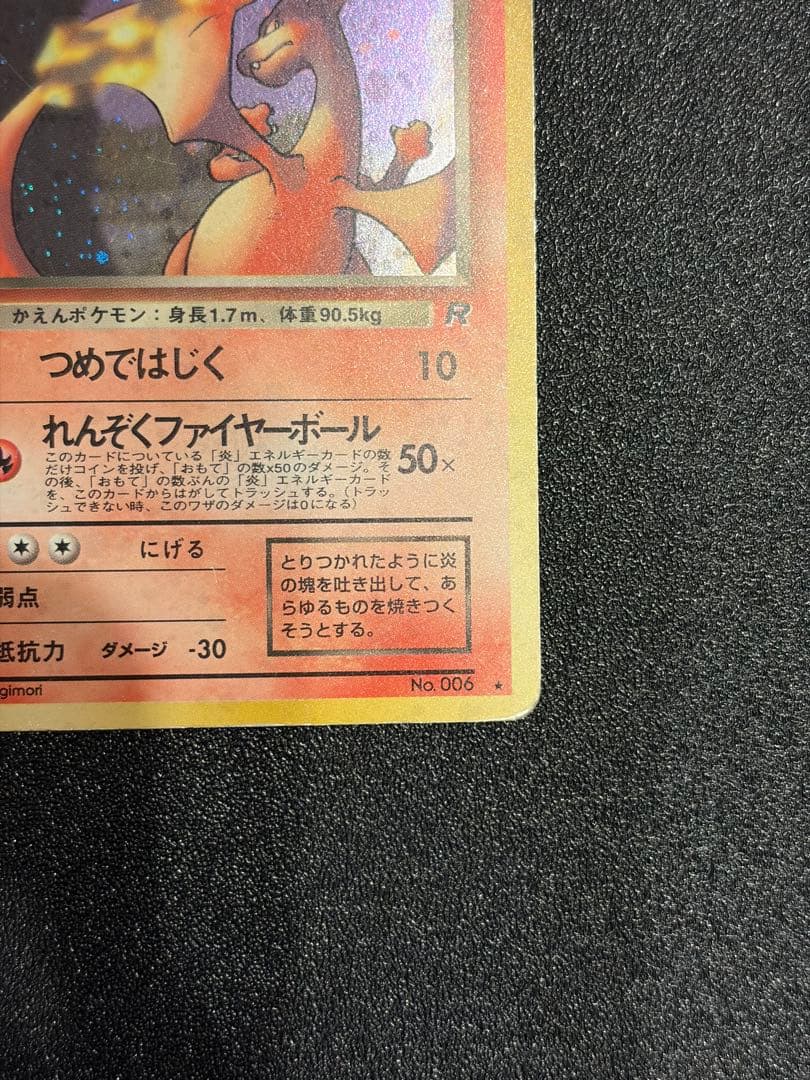 かえんポケモン：身長1.7m、体重90.5kg R
つめではじく 10
れんぞくファイヤーボール
このカードについている「炎」エネルギーカードの数
だけコインを投げ、「おもて」の数x50のダメージ。そ
の後、「おもて」の数ぶんの「炎」エネルギーカード
を、このカードからはがしてトラッシュする。（トラッ
シュできない時、このワザのダメージは0になる）
50×
にげる
弱点
抵抗力 ダメージ -30
とりつかれたように炎
の塊を吐き出して、あ
らゆるものを焼きつく
そうとする。
gimori
No. 006 ★